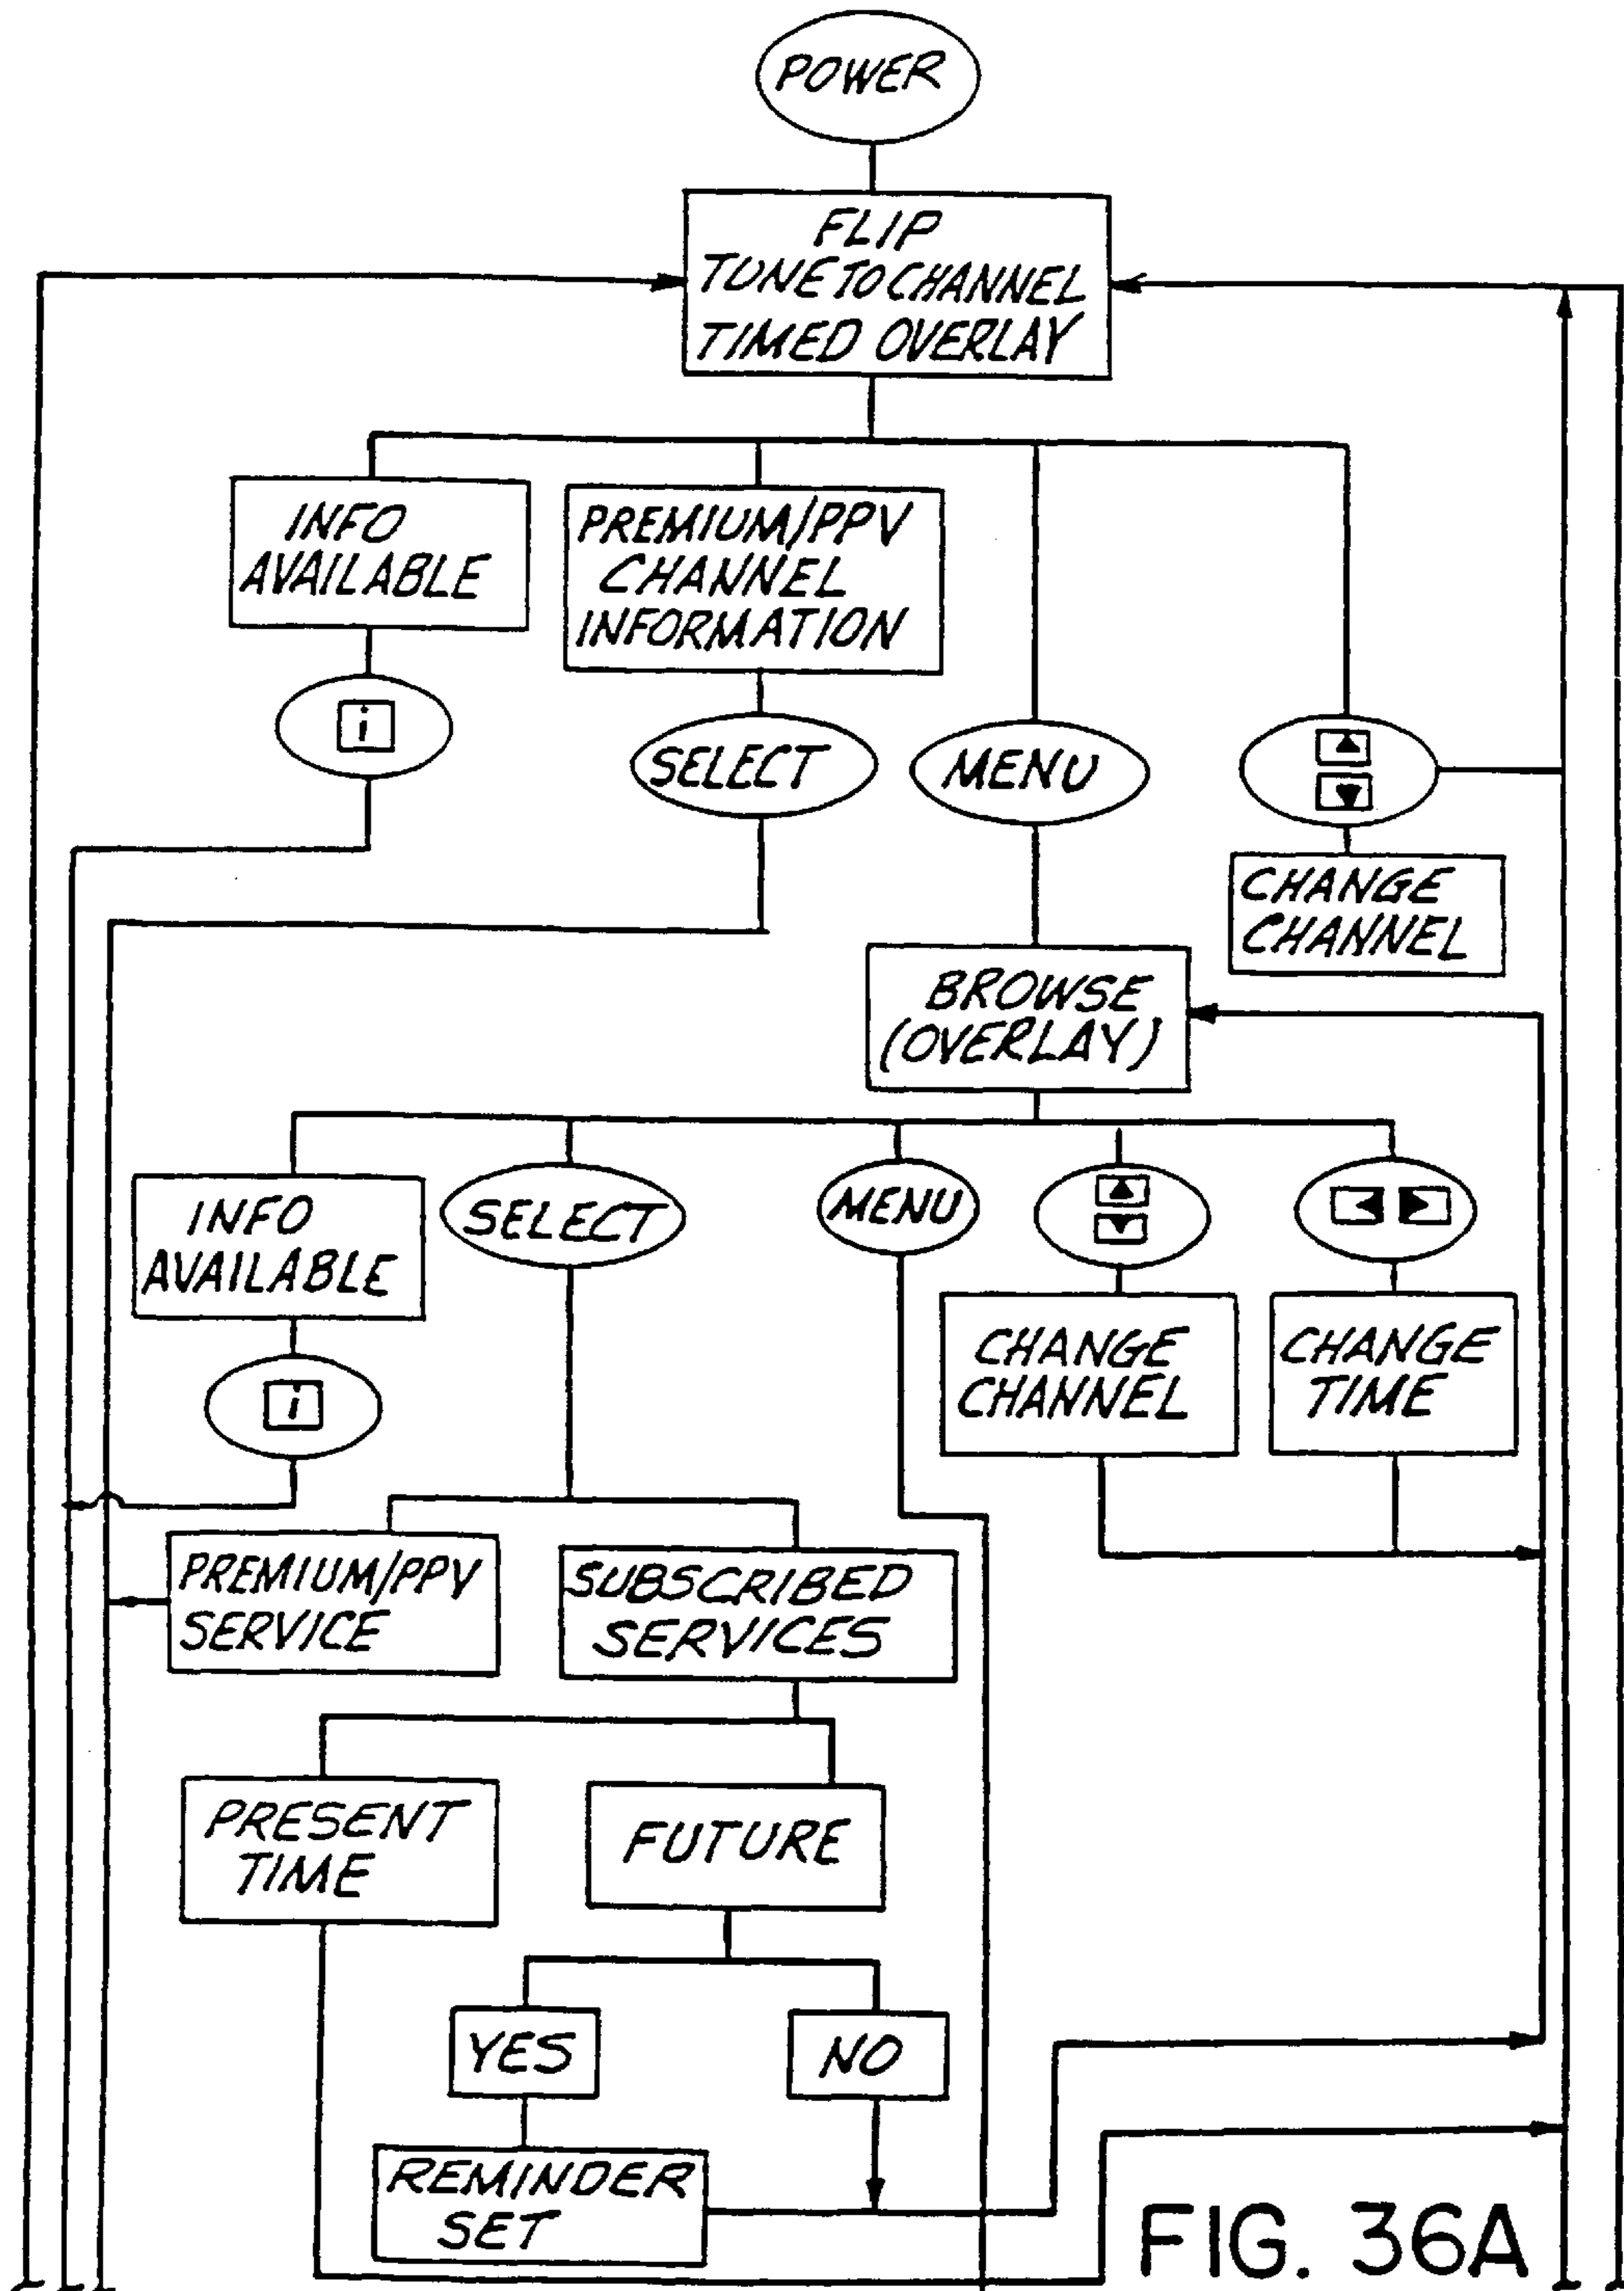 POWER
FLIP
TUNE TO CHANNEL
TIMED OVERLAY
INFO
AVAILABLE
PREMIUM/PPV
CHANNEL
INFORMATION
i
SELECT
MENU
CHANGE
CHANNEL
BROWSE
(OVERLAY)
INFO
AVAILABLE
SELECT
MENU
i
CHANGE
CHANNEL
CHANGE
TIME
PREMIUM/PPV
SERVICE
SUBSCRIBED
SERVICES
PRESENT
TIME
FUTURE
YES
NO
REMINDER
SET
FIG. 36A